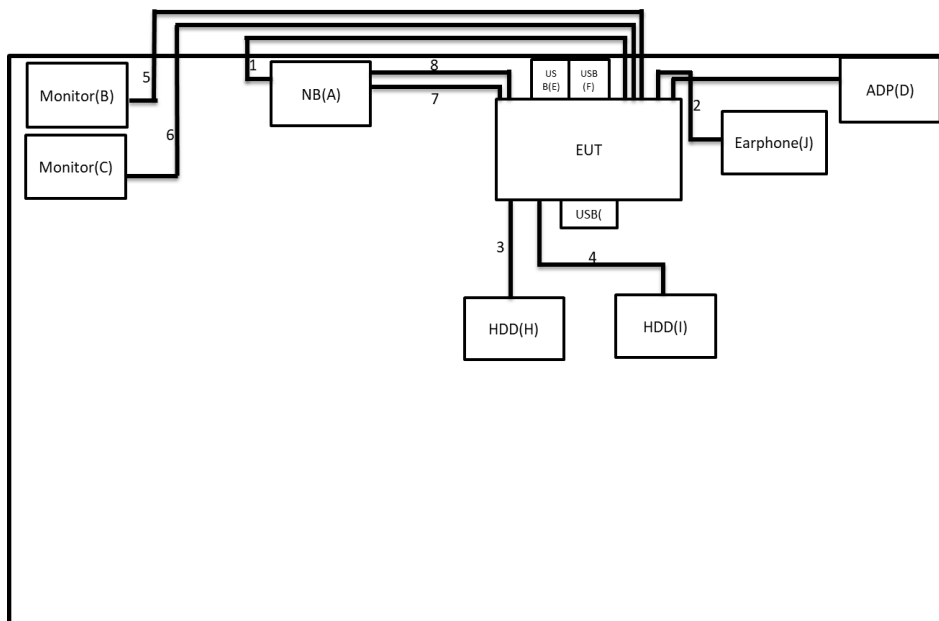 5
1
8
US
B(E)
USB
(F)
Monitor(B)
NB(A)
7
2
ADP(D)
6
Monitor(C)
EUT
Earphone(J)
USB(
3
4
HDD(H)
HDD(I)